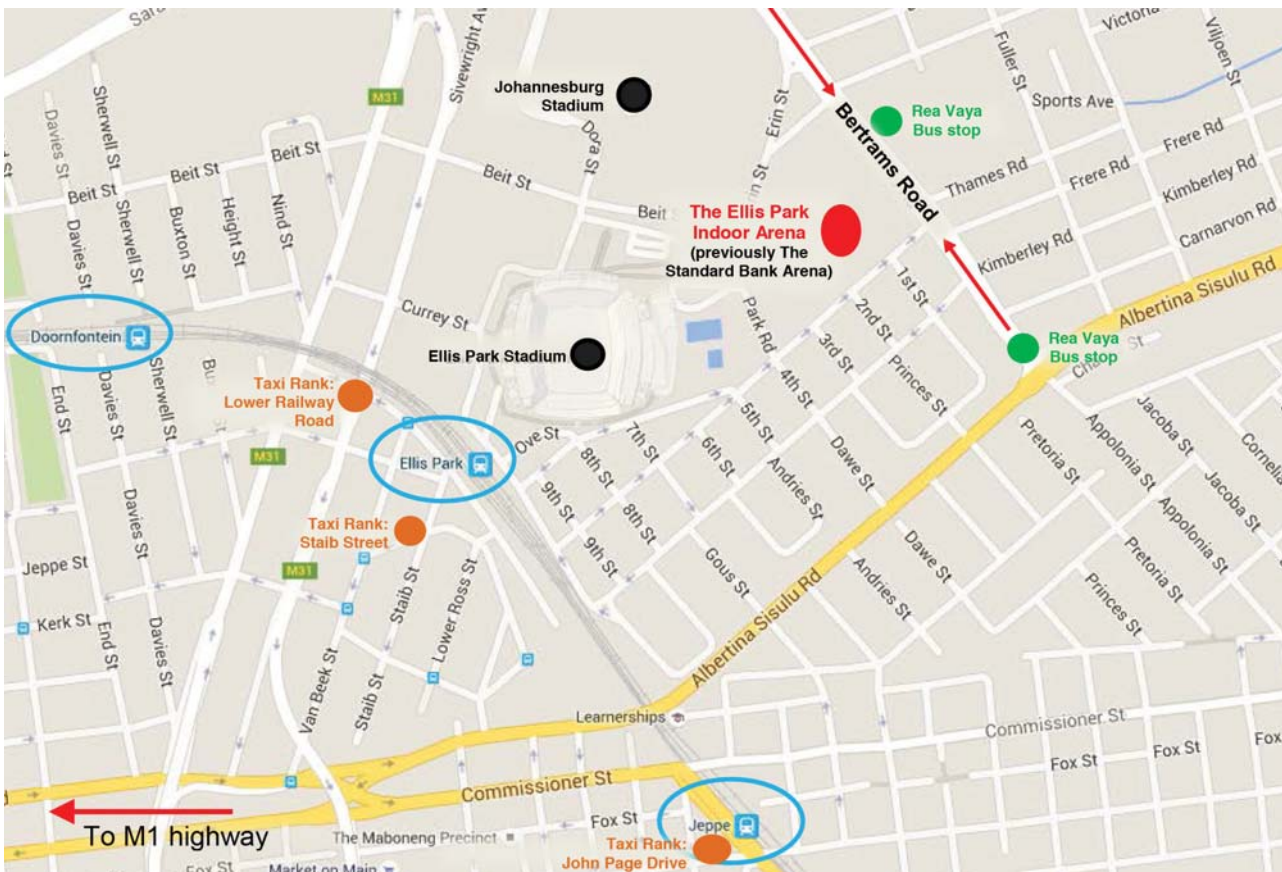 Sara
Sivewright Av
M31
Johannesburg
Stadium
Dora St
Erin St
Bertrams Road
Rea Vaya
Bus stop
Fuller St
Victoria
Viljoen St
Sports Ave
Frere Rd
Thames Rd
Frere Rd
Kimberley Rd
Kimberley Rd
Carnarvon Rd
Davies St
Sherwell St
Beit St
Beit St
Beit St
Beit St
Beit
Davies St
Sherwell St
Buxton St
Height St
Nind St
The Ellis Park
Indoor Arena
(previously The
Standard Bank Arena)
Albertina Sisulu Rd
Rea Vaya
Bus stop
Doornfontein
Currey St
Ellis Park Stadium
Park Rd
1st St
2nd St
3rd St
4th St
5th St
6th St
7th St
8th St
8th St
9th St
9th St
Princes St
Dawe St
Andries St
Gous St
Taxi Rank:
Lower Railway
Road
End St
Davies St
Sherwell St
M31
Ellis Park
Ove St
Pretoria St
Appolonia St
Jacoba St
Jacoba St
Cornelia
Appolonia St
Pretoria St
Princes St
Dawe St
Andries St
Taxi Rank:
Staib Street
Davies St
Jeppe St
M31
Kerk St
End St
Davies St
Van Beek St
Staib St
Staib St
Lower Ross St
Albertina Sisulu Rd
Learnerships
Commissioner St
Commissioner St
Fox St
Fox St
Fox
To M1 highway
The Maboneng Precinct
Fox St
Jeppe
Taxi Rank:
John Page Drive
Fox St
Market on Main